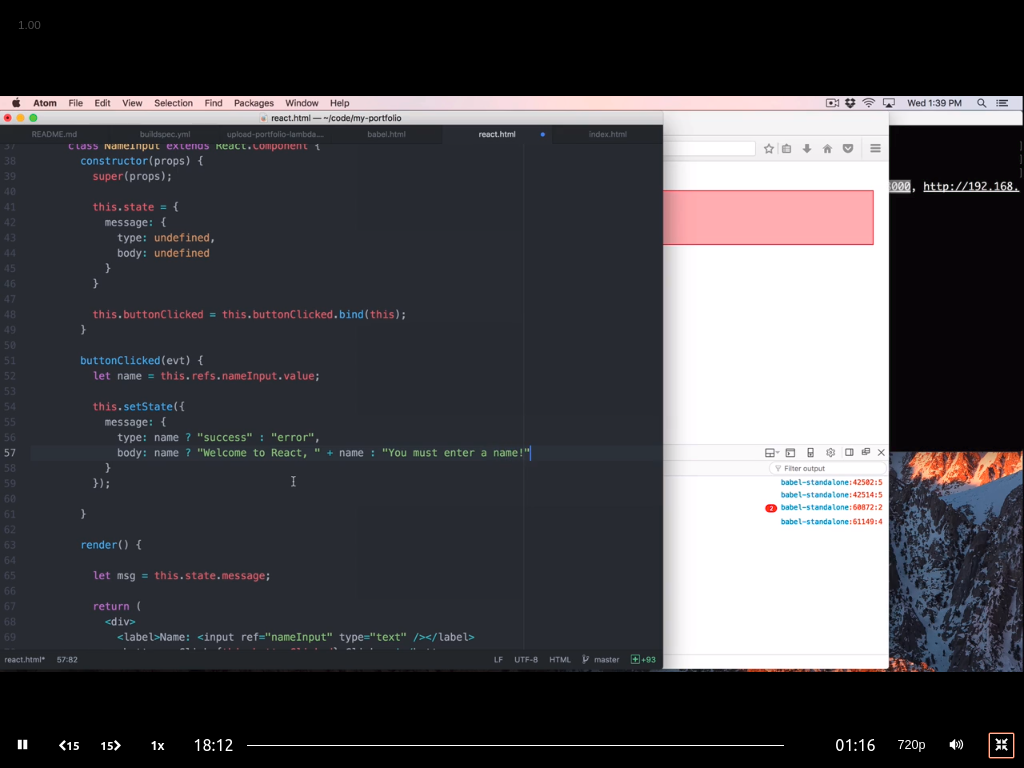 1.00
Atom File Edit View Selection Find Packages Window Help Wed 1:39 PM
react.html — ~/code/my-portfolio
README.md buildspec.yml upload-portfolio-lambda.... babel.html react.html index.html
37 class NameInput extends React.Component {
38 constructor(props) {
39 super(props);
40
41 this.state = {
42 message: {
43 type: undefined,
44 body: undefined
45 }
46 }
47
48 this.buttonClicked = this.buttonClicked.bind(this);
49 }
50
51 buttonClicked(evt) {
52 let name = this.refs.nameInput.value;
53
54 this.setState({
55 message: {
56 type: name ? "success" : "error",
57 body: name ? "Welcome to React, " + name : "You must enter a name!"
58 }
59 });
60
61 }
62
63 render() {
64
65 let msg = this.state.message;
66
67 return (
68 <div>
69 <label>Name: <input ref="nameInput" type="text" /></label>
react.html* 57:82 LF UTF-8 HTML master +93
000, http://192.168.
Filter output
babel-standalone:42502:5
babel-standalone:42514:5
2 babel-standalone:60872:2
babel-standalone:61149:4
15 15 1x 18:12 01:16 720p